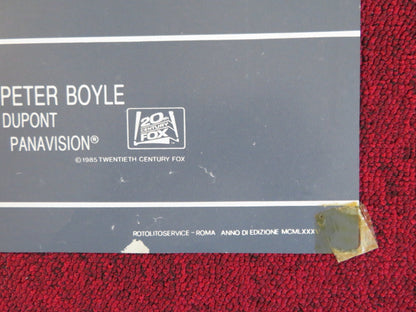 PETER BOYLE
DUPONT
PANAVISION®
20TH CENTURY FOX
©1985 TWENTIETH CENTURY FOX
ROTOLITOSERVICE - ROMA ANNO DI EDIZIONE MCMLXXX